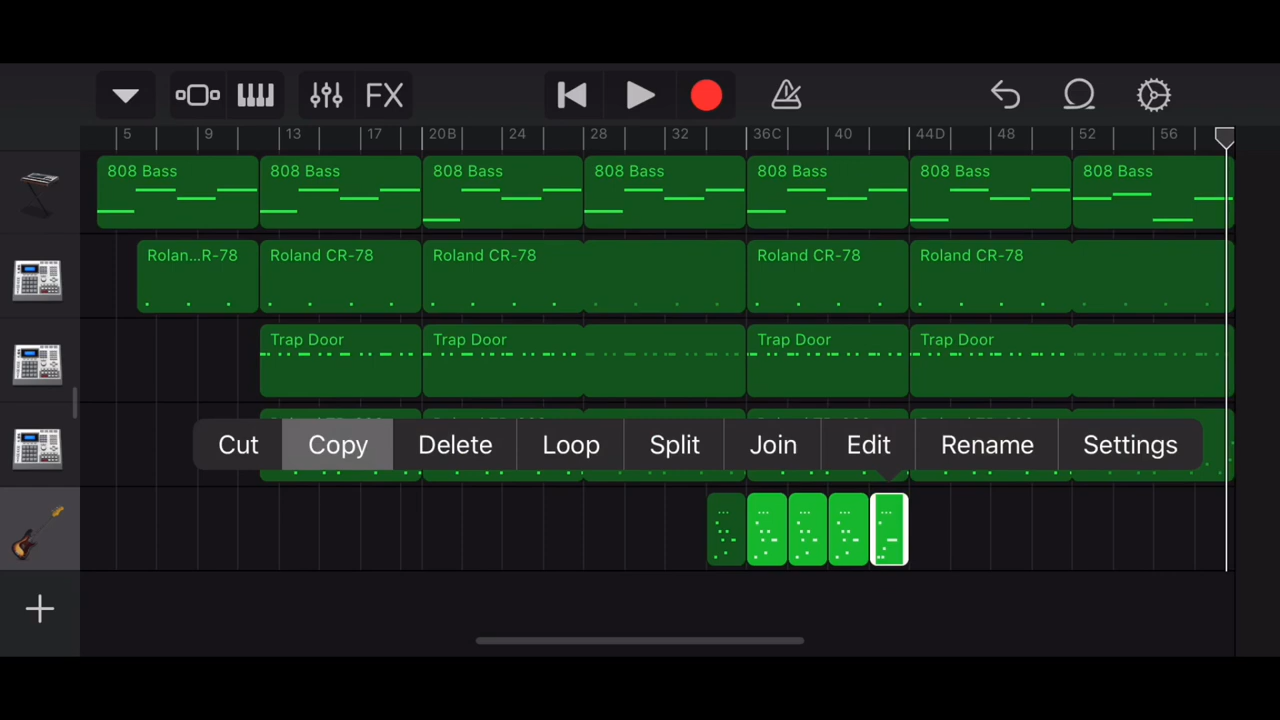 FX
5 9 13 17 20B 24 28 32 36C 40 44D 48 52 56
808 Bass 808 Bass 808 Bass 808 Bass 808 Bass 808 Bass 808 Bass
Rolan...R-78 Roland CR-78 Roland CR-78 Roland CR-78 Roland CR-78
Trap Door Trap Door Trap Door Trap Door
Cut Copy Delete Loop Split Join Edit Rename Settings